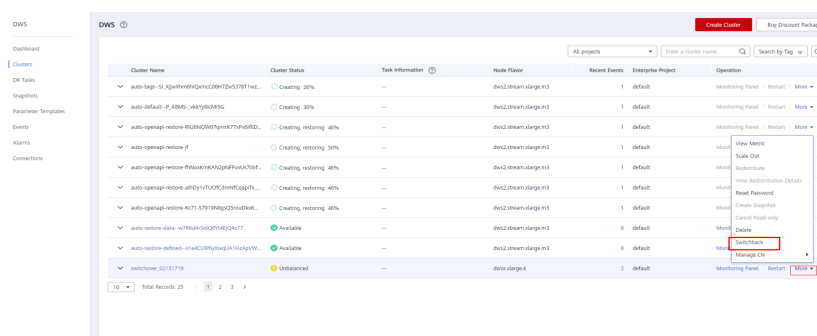 DWS
Dashboard
Clusters
DR Tasks
Snapshots
Parameter Templates
Events
Alarms
Connections
DWS
Create Cluster Buy Discount Packag
All projects Enter a cluster name Search by Tag
Cluster Name Cluster Status Task Information Node Flavor Recent Events Enterprise Project Operation
Creating 26% -- dws2.stream.xlarge.m3 1 default Monitoring Panel Restart More
Creating 30% -- dws2.stream.xlarge.m3 1 default Monitoring Panel Restart More
Creating, restoring 46% -- dws2.stream.xlarge.m3 1 default Monitoring Panel Restart More
auto-openapi-restore-jf Creating, restoring 50% -- dws2.stream.xlarge.m3 1 default Monit
Creating, restoring 46% -- dws2.stream.xlarge.m3 1 default Monit
Creating, restoring 46% -- dws2.stream.xlarge.m3 1 default Monit
Creating, restoring 46% -- dws2.stream.xlarge.m3 1 default Monit
Available -- dws2.stream.xlarge.m3 0 default Monit
Available -- dws2.stream.xlarge.m3 0 default Monit
switchover_02151718 Unbalanced -- dwsx.xlarge.4 2 default Monitoring Panel Restart More
View Metric
Scale Out
Redistribute
View Redistribution Details
Reset Password
Create Snapshot
Cancel Read-only
Delete
Switchback
Manage CN
10 Total Records: 25 < 1 2 3 >